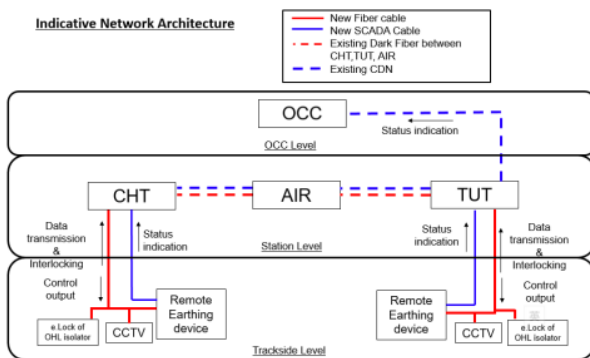 Indicative Network Architecture
New Fiber cable
New SCADA Cable
Existing Dark Fiber between
CHT,TUT, AIR
Existing CDN
OCC
Status indication
OCC Level
CHT
AIR
TUT
Data
transmission
&
Interlocking
Status
indication
Station Level
Status
indication
Data
transmission
&
Interlocking
Control
output
Remote
Earthing
device
e.Lock of
OHL isolator
CCTV
Control
output
Remote
Earthing
device
CCTV
e.Lock of
OHL isolator
Trackside Level